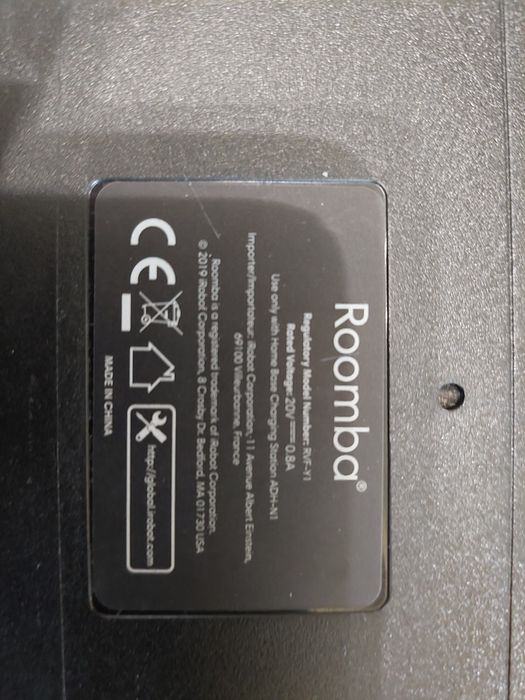 Roomba®
Regulatory Model Number: RVF-Y1
Rated Voltage: 20V 0.8A
Use only with Home Base Charging Station ADH-N1
Importer/Importateur: iRobot Corporation, 11 Avenue Albert Einstein,
69100 Villeurbanne, France
Roomba is a registered trademark of iRobot Corporation.
© 2019 iRobot Corporation, 8 Crosby Dr. Bedford, MA 01730 USA
CE
http://global.irobot.com
MADE IN CHINA